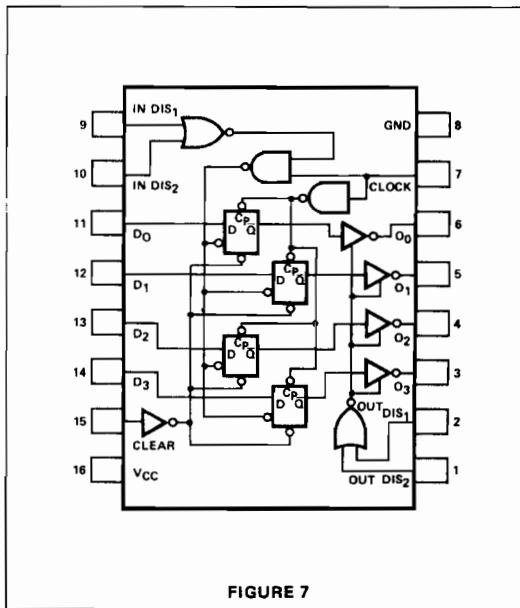 9 IN DIS1 GND 8
10 IN DIS2 CLOCK 7
11 D0 D CP Q̅ O0 6
12 D1 D CP Q̅ O1 5
13 D2 D CP Q̅ O2 4
14 D3 D CP Q̅ O3 3
15 CLEAR OUT DIS1 2
16 VCC OUT DIS2 1
FIGURE 7